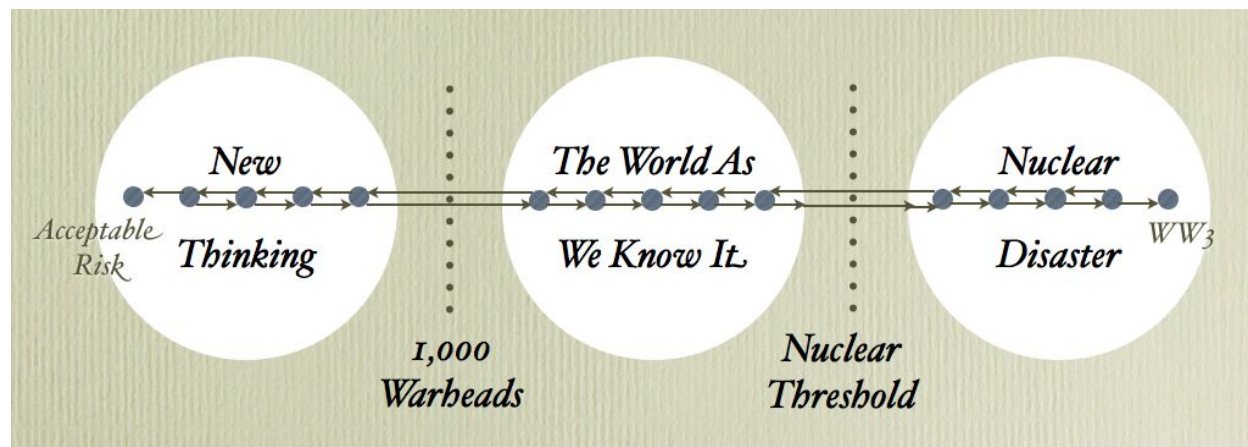 New
Thinking
Acceptable
Risk
1,000
Warheads
The World As
We Know It
Nuclear
Threshold
Nuclear
Disaster
WW3